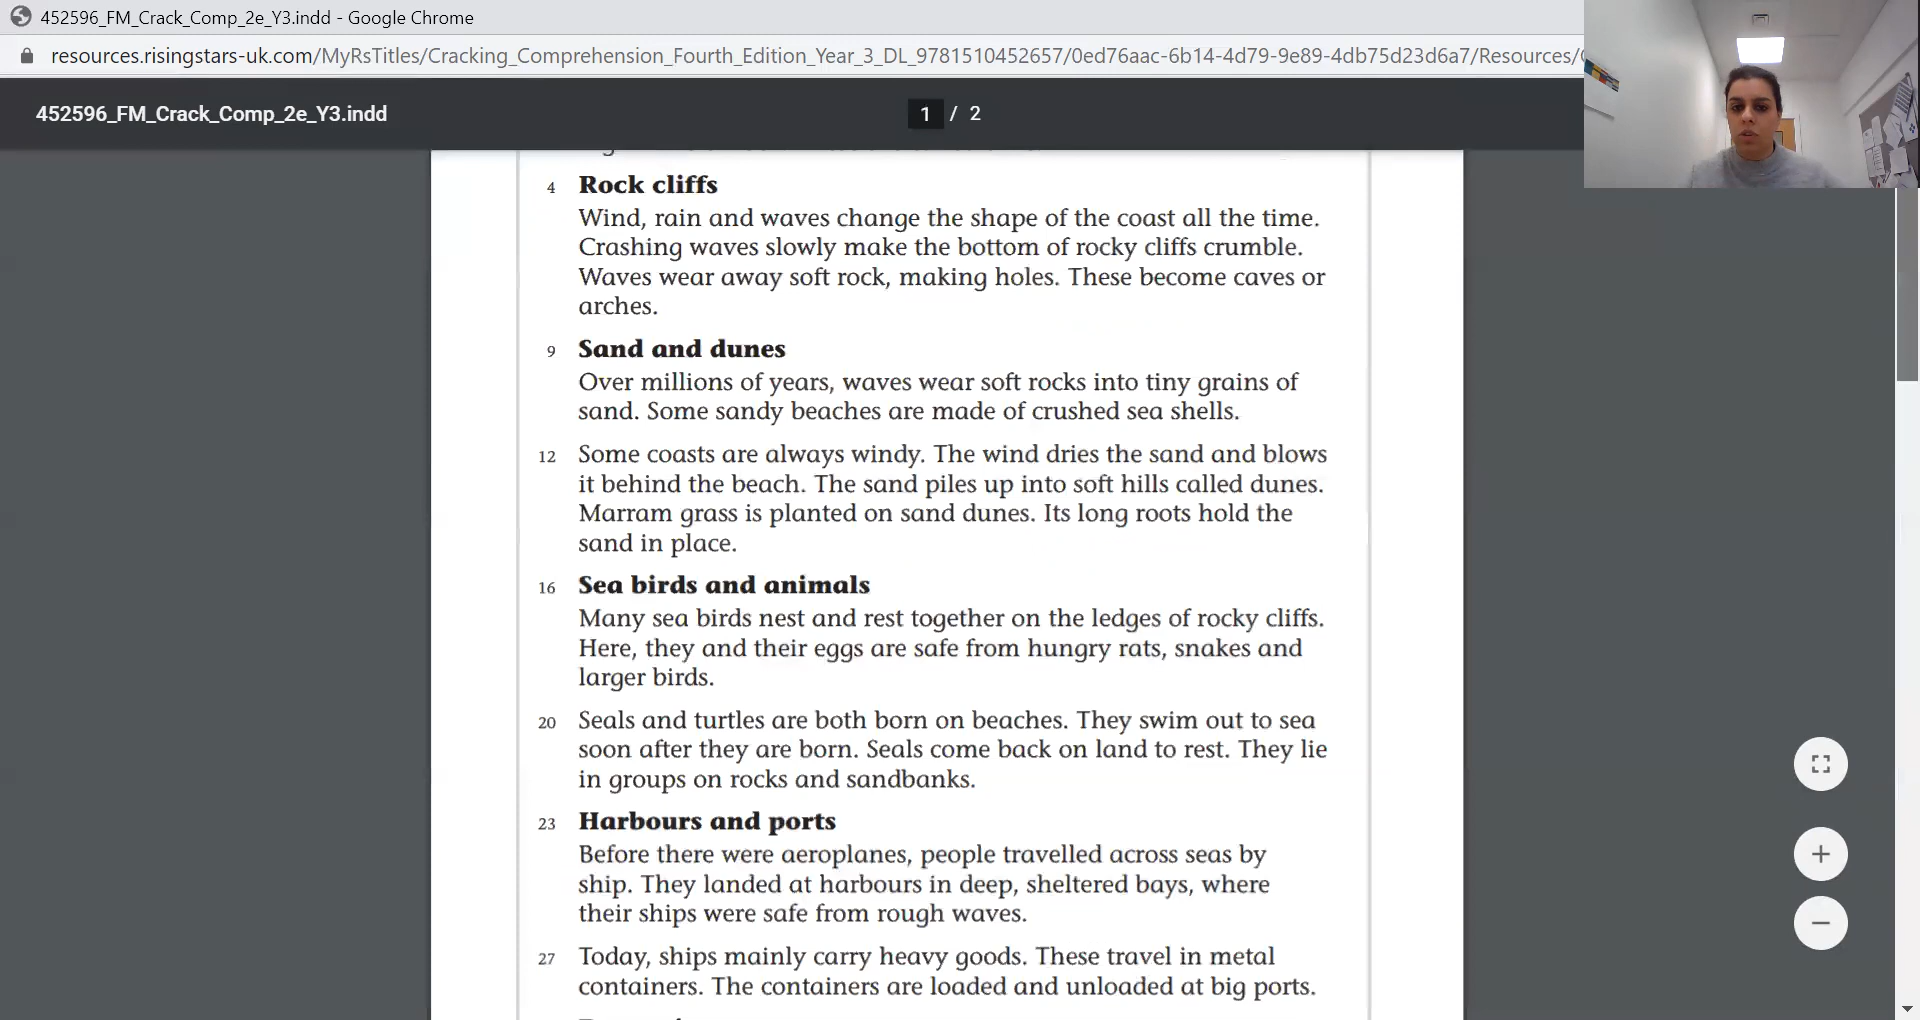 452596_FM_Crack_Comp_2e_Y3.indd - Google Chrome
resources.risingstars-uk.com/MyRsTitles/Cracking_Comprehension_Fourth_Edition_Year_3_DL_9781510452657/0ed76aac-6b14-4d79-9e89-4db75d23d6a7/Resources/
452596_FM_Crack_Comp_2e_Y3.indd
1 / 2
4 Rock cliffs
Wind, rain and waves change the shape of the coast all the time.
Crashing waves slowly make the bottom of rocky cliffs crumble.
Waves wear away soft rock, making holes. These become caves or
arches.
9 Sand and dunes
Over millions of years, waves wear soft rocks into tiny grains of
sand. Some sandy beaches are made of crushed sea shells.
12 Some coasts are always windy. The wind dries the sand and blows
it behind the beach. The sand piles up into soft hills called dunes.
Marram grass is planted on sand dunes. Its long roots hold the
sand in place.
16 Sea birds and animals
Many sea birds nest and rest together on the ledges of rocky cliffs.
Here, they and their eggs are safe from hungry rats, snakes and
larger birds.
20 Seals and turtles are both born on beaches. They swim out to sea
soon after they are born. Seals come back on land to rest. They lie
in groups on rocks and sandbanks.
23 Harbours and ports
Before there were aeroplanes, people travelled across seas by
ship. They landed at harbours in deep, sheltered bays, where
their ships were safe from rough waves.
27 Today, ships mainly carry heavy goods. These travel in metal
containers. The containers are loaded and unloaded at big ports.